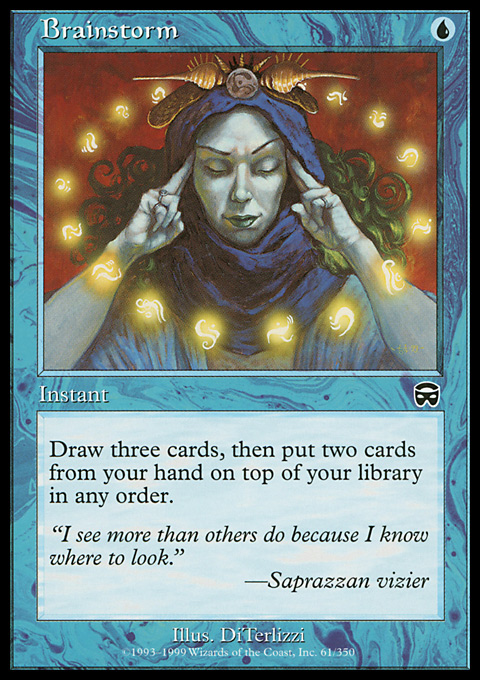 Brainstorm
Instant
Draw three cards, then put two cards
from your hand on top of your library
in any order.
“I see more than others do because I know
where to look.”
—Saprazzan vizier
Illus. DiTerlizzi
©1993-1999 Wizards of the Coast, Inc. 61/350